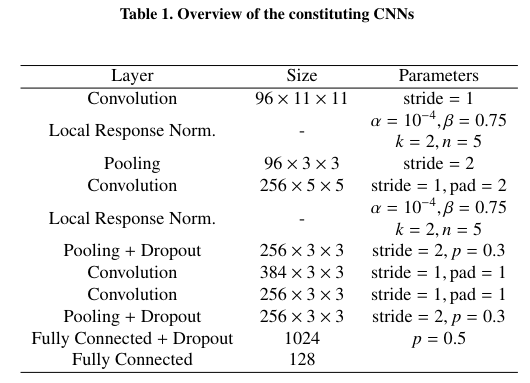 Table 1. Overview of the constituting CNNs
Layer Size Parameters
Convolution 96 × 11 × 11 stride = 1
Local Response Norm. - α = 10⁻⁴, β = 0.75
k = 2, n = 5
Pooling 96 × 3 × 3 stride = 2
Convolution 256 × 5 × 5 stride = 1, pad = 2
Local Response Norm. - α = 10⁻⁴, β = 0.75
k = 2, n = 5
Pooling + Dropout 256 × 3 × 3 stride = 2, p = 0.3
Convolution 384 × 3 × 3 stride = 1, pad = 1
Convolution 256 × 3 × 3 stride = 1, pad = 1
Pooling + Dropout 256 × 3 × 3 stride = 2, p = 0.3
Fully Connected + Dropout 1024 p = 0.5
Fully Connected 128